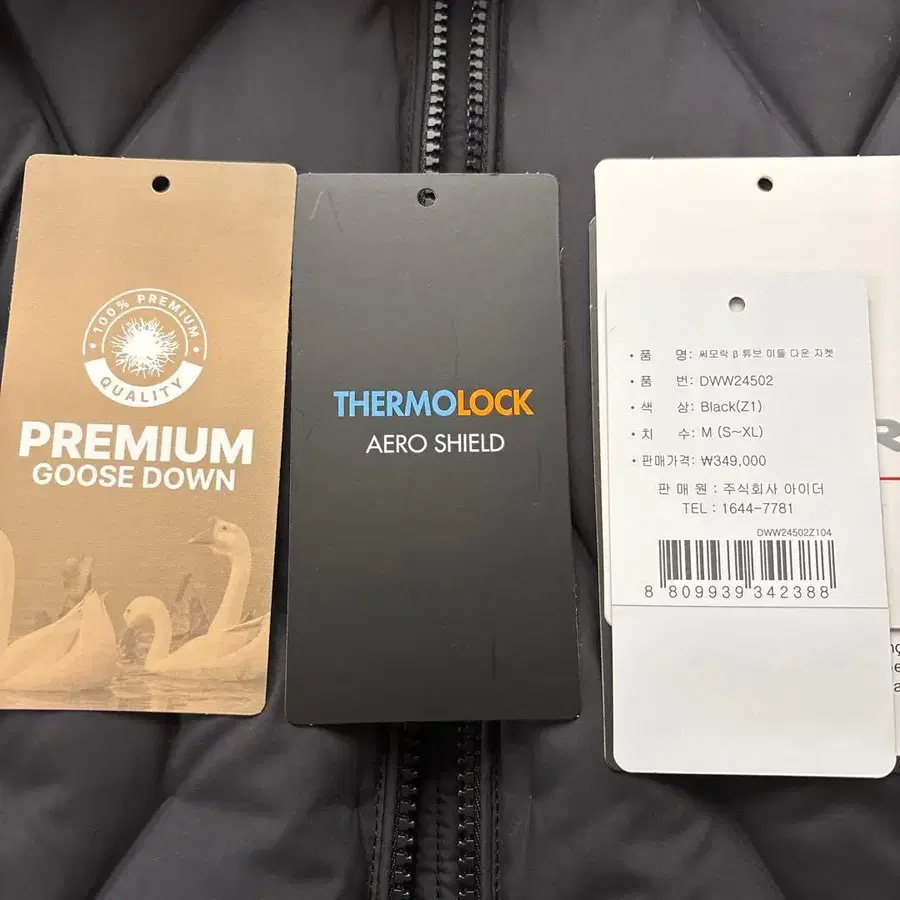 100% PREMIUM
QUALITY
PREMIUM
GOOSE DOWN
THERMOLOCK
AERO SHIELD
• 품 명: 써모락 β 튜브 미들 다운 자켓
• 품 번: DWW24502
• 색 상: Black(Z1)
• 치 수: M (S~XL)
• 판매가격: ₩349,000
판 매 원 : 주식회사 아이더
TEL : 1644-7781
DWW24502Z104
8 809939 342388
R